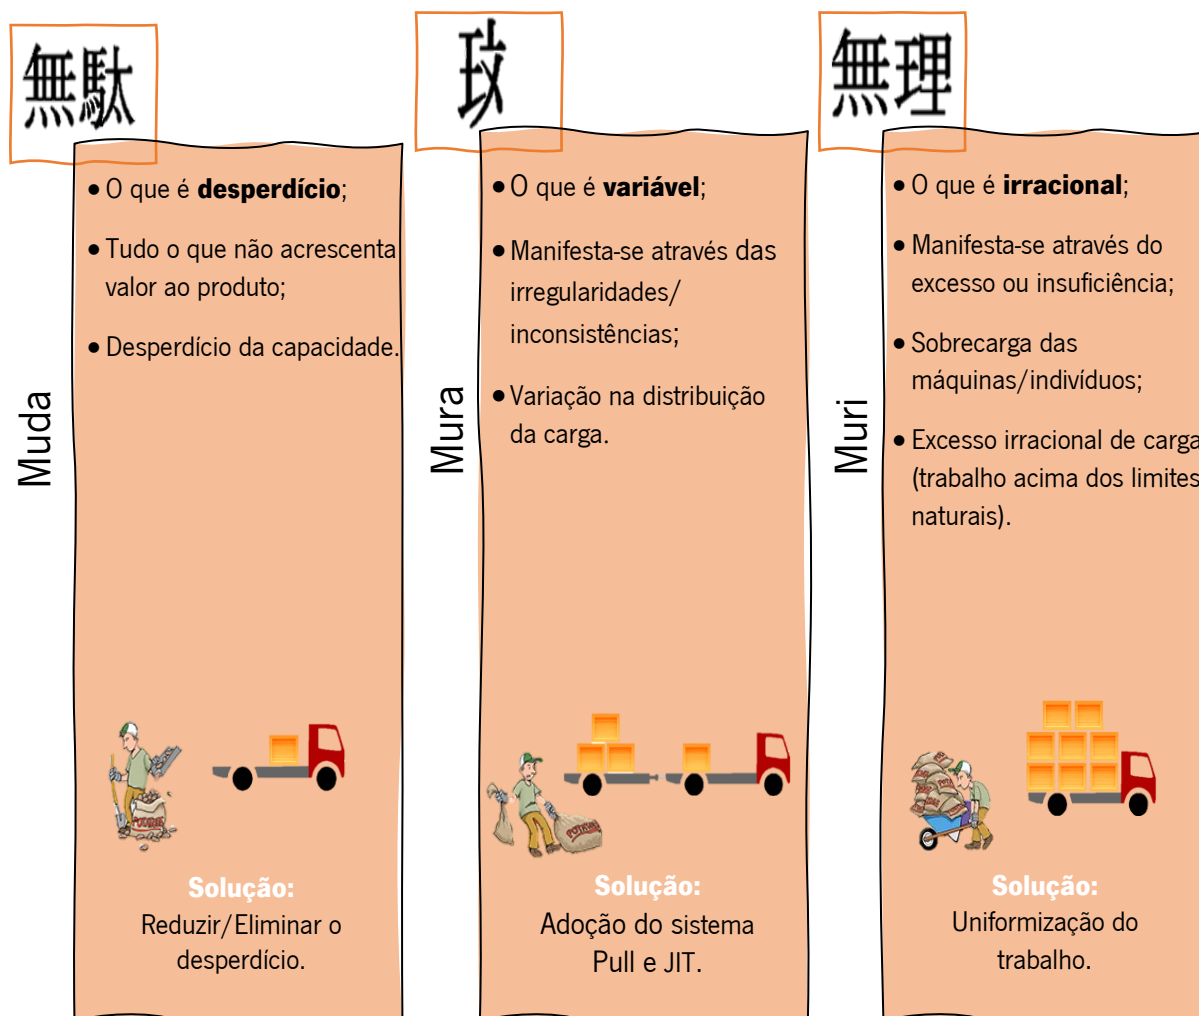 無駄
Muda
• O que é desperdício;
• Tudo o que não acrescenta
valor ao produto;
• Desperdício da capacidade.
Solução:
Reduzir/Eliminar o
desperdício.
玟
Mura
• O que é variável;
• Manifesta-se através das
irregularidades/
inconsistências;
• Variação na distribuição
da carga.
Solução:
Adoção do sistema
Pull e JIT.
無理
Muri
• O que é irracional;
• Manifesta-se através do
excesso ou insuficiência;
• Sobrecarga das
máquinas/indivíduos;
• Excesso irracional de carga
(trabalho acima dos limites
naturais).
Solução:
Uniformização do
trabalho.